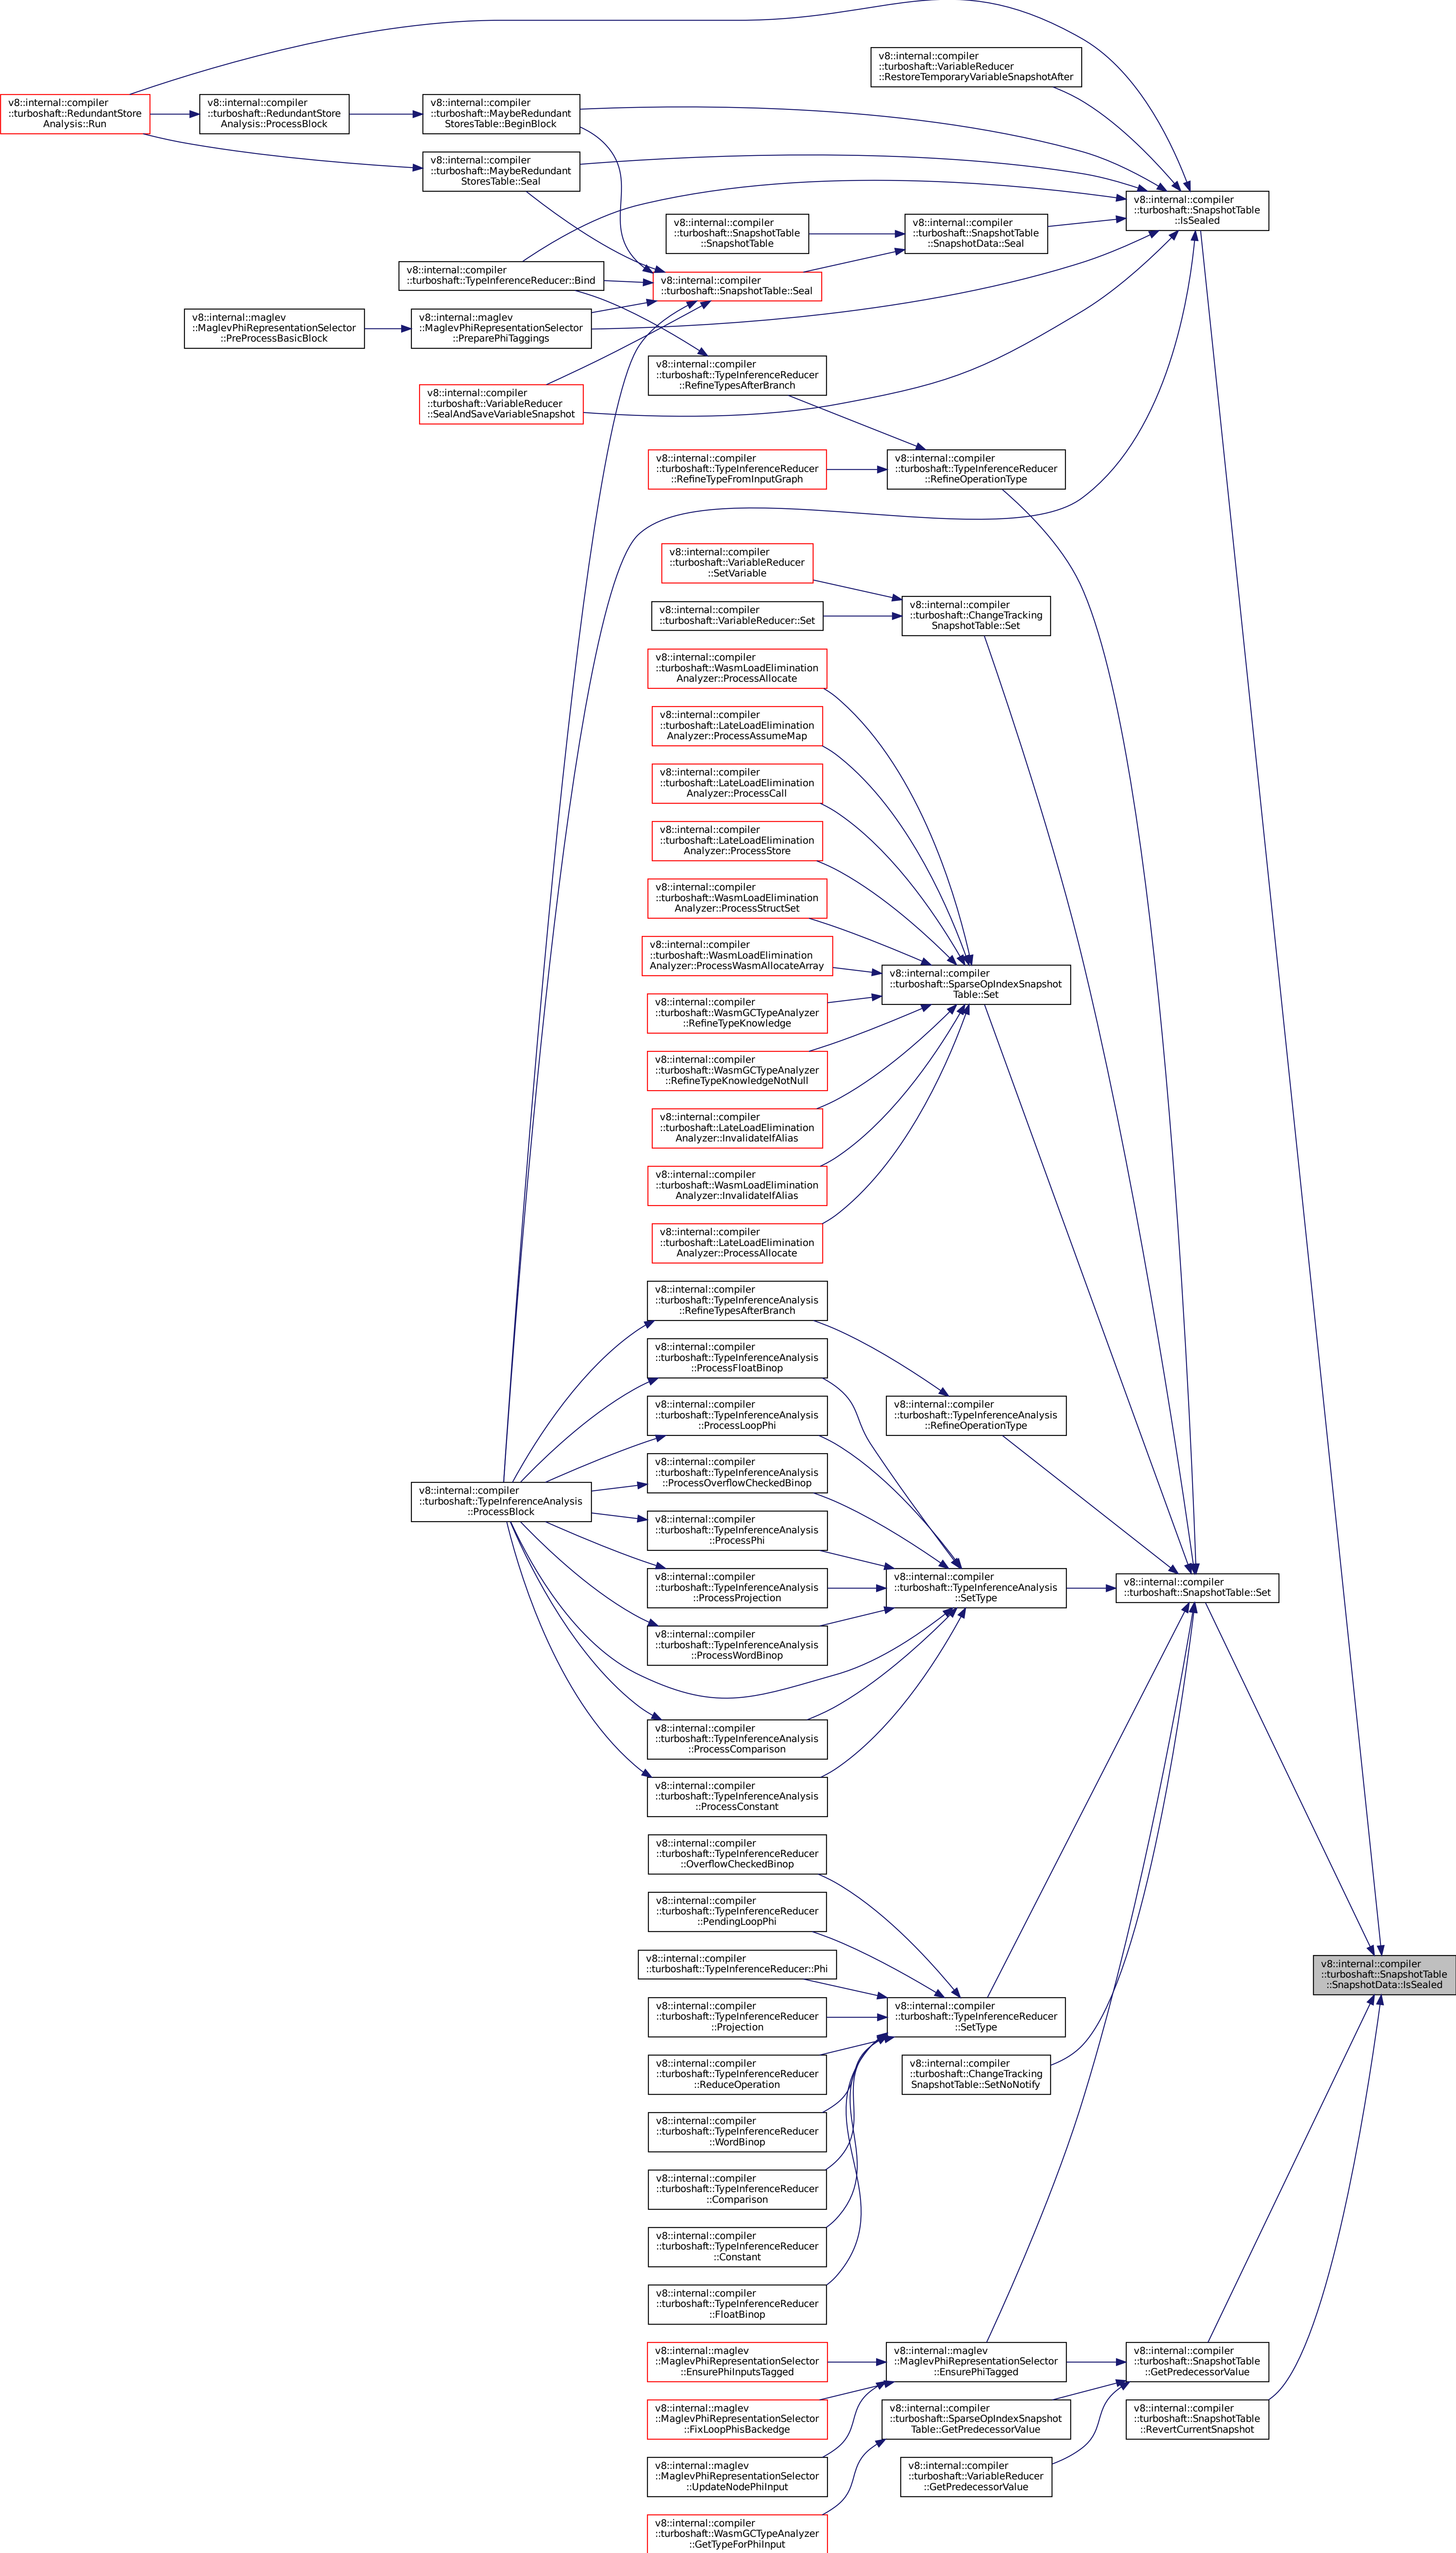 v8::internal::compiler
::turboshaft::VariableReducer
::RestoreTemporaryVariableSnapshotAfter
v8::internal::compiler
::turboshaft::RedundantStore
Analysis::Run
v8::internal::compiler
::turboshaft::RedundantStore
Analysis::ProcessBlock
v8::internal::compiler
::turboshaft::MaybeRedundant
StoresTable::BeginBlock
v8::internal::compiler
::turboshaft::MaybeRedundant
StoresTable::Seal
v8::internal::compiler
::turboshaft::SnapshotTable
::IsSealed
v8::internal::compiler
::turboshaft::SnapshotTable
::SnapshotTable
v8::internal::compiler
::turboshaft::SnapshotTable
::SnapshotData::Seal
v8::internal::compiler
::turboshaft::TypeInferenceReducer::Bind
v8::internal::compiler
::turboshaft::SnapshotTable::Seal
v8::internal::maglev
::MaglevPhiRepresentationSelector
::PreProcessBasicBlock
v8::internal::maglev
::MaglevPhiRepresentationSelector
::PreparePhiTaggings
v8::internal::compiler
::turboshaft::TypeInferenceReducer
::RefineTypesAfterBranch
v8::internal::compiler
::turboshaft::VariableReducer
::SealAndSaveVariableSnapshot
v8::internal::compiler
::turboshaft::TypeInferenceReducer
::RefineTypeFromInputGraph
v8::internal::compiler
::turboshaft::TypeInferenceReducer
::RefineOperationType
v8::internal::compiler
::turboshaft::VariableReducer
::SetVariable
v8::internal::compiler
::turboshaft::VariableReducer::Set
v8::internal::compiler
::turboshaft::ChangeTracking
SnapshotTable::Set
v8::internal::compiler
::turboshaft::WasmLoadElimination
Analyzer::ProcessAllocate
v8::internal::compiler
::turboshaft::LateLoadElimination
Analyzer::ProcessAssumeMap
v8::internal::compiler
::turboshaft::LateLoadElimination
Analyzer::ProcessCall
v8::internal::compiler
::turboshaft::LateLoadElimination
Analyzer::ProcessStore
v8::internal::compiler
::turboshaft::WasmLoadElimination
Analyzer::ProcessStructSet
v8::internal::compiler
::turboshaft::WasmLoadElimination
Analyzer::ProcessWasmAllocateArray
v8::internal::compiler
::turboshaft::SparseOpIndexSnapshot
Table::Set
v8::internal::compiler
::turboshaft::WasmGCTypeAnalyzer
::RefineTypeKnowledge
v8::internal::compiler
::turboshaft::WasmGCTypeAnalyzer
::RefineTypeKnowledgeNotNull
v8::internal::compiler
::turboshaft::LateLoadElimination
Analyzer::InvalidateIfAlias
v8::internal::compiler
::turboshaft::WasmLoadElimination
Analyzer::InvalidateIfAlias
v8::internal::compiler
::turboshaft::LateLoadElimination
Analyzer::ProcessAllocate
v8::internal::compiler
::turboshaft::TypeInferenceAnalysis
::RefineTypesAfterBranch
v8::internal::compiler
::turboshaft::TypeInferenceAnalysis
::ProcessFloatBinop
v8::internal::compiler
::turboshaft::TypeInferenceAnalysis
::ProcessLoopPhi
v8::internal::compiler
::turboshaft::TypeInferenceAnalysis
::RefineOperationType
v8::internal::compiler
::turboshaft::TypeInferenceAnalysis
::ProcessOverflowCheckedBinop
v8::internal::compiler
::turboshaft::TypeInferenceAnalysis
::ProcessBlock
v8::internal::compiler
::turboshaft::TypeInferenceAnalysis
::ProcessPhi
v8::internal::compiler
::turboshaft::TypeInferenceAnalysis
::ProcessProjection
v8::internal::compiler
::turboshaft::TypeInferenceAnalysis
::SetType
v8::internal::compiler
::turboshaft::SnapshotTable::Set
v8::internal::compiler
::turboshaft::TypeInferenceAnalysis
::ProcessWordBinop
v8::internal::compiler
::turboshaft::TypeInferenceAnalysis
::ProcessComparison
v8::internal::compiler
::turboshaft::TypeInferenceAnalysis
::ProcessConstant
v8::internal::compiler
::turboshaft::TypeInferenceReducer
::OverflowCheckedBinop
v8::internal::compiler
::turboshaft::TypeInferenceReducer
::PendingLoopPhi
v8::internal::compiler
::turboshaft::TypeInferenceReducer::Phi
v8::internal::compiler
::turboshaft::SnapshotTable
::SnapshotData::IsSealed
v8::internal::compiler
::turboshaft::TypeInferenceReducer
::Projection
v8::internal::compiler
::turboshaft::TypeInferenceReducer
::SetType
v8::internal::compiler
::turboshaft::TypeInferenceReducer
::ReduceOperation
v8::internal::compiler
::turboshaft::ChangeTracking
SnapshotTable::SetNoNotify
v8::internal::compiler
::turboshaft::TypeInferenceReducer
::WordBinop
v8::internal::compiler
::turboshaft::TypeInferenceReducer
::Comparison
v8::internal::compiler
::turboshaft::TypeInferenceReducer
::Constant
v8::internal::compiler
::turboshaft::TypeInferenceReducer
::FloatBinop
v8::internal::maglev
::MaglevPhiRepresentationSelector
::EnsurePhiInputsTagged
v8::internal::maglev
::MaglevPhiRepresentationSelector
::EnsurePhiTagged
v8::internal::compiler
::turboshaft::SnapshotTable
::GetPredecessorValue
v8::internal::maglev
::MaglevPhiRepresentationSelector
::FixLoopPhisBackedge
v8::internal::compiler
::turboshaft::SparseOpIndexSnapshot
Table::GetPredecessorValue
v8::internal::compiler
::turboshaft::SnapshotTable
::RevertCurrentSnapshot
v8::internal::maglev
::MaglevPhiRepresentationSelector
::UpdateNodePhiInput
v8::internal::compiler
::turboshaft::VariableReducer
::GetPredecessorValue
v8::internal::compiler
::turboshaft::WasmGCTypeAnalyzer
::GetTypeForPhiInput